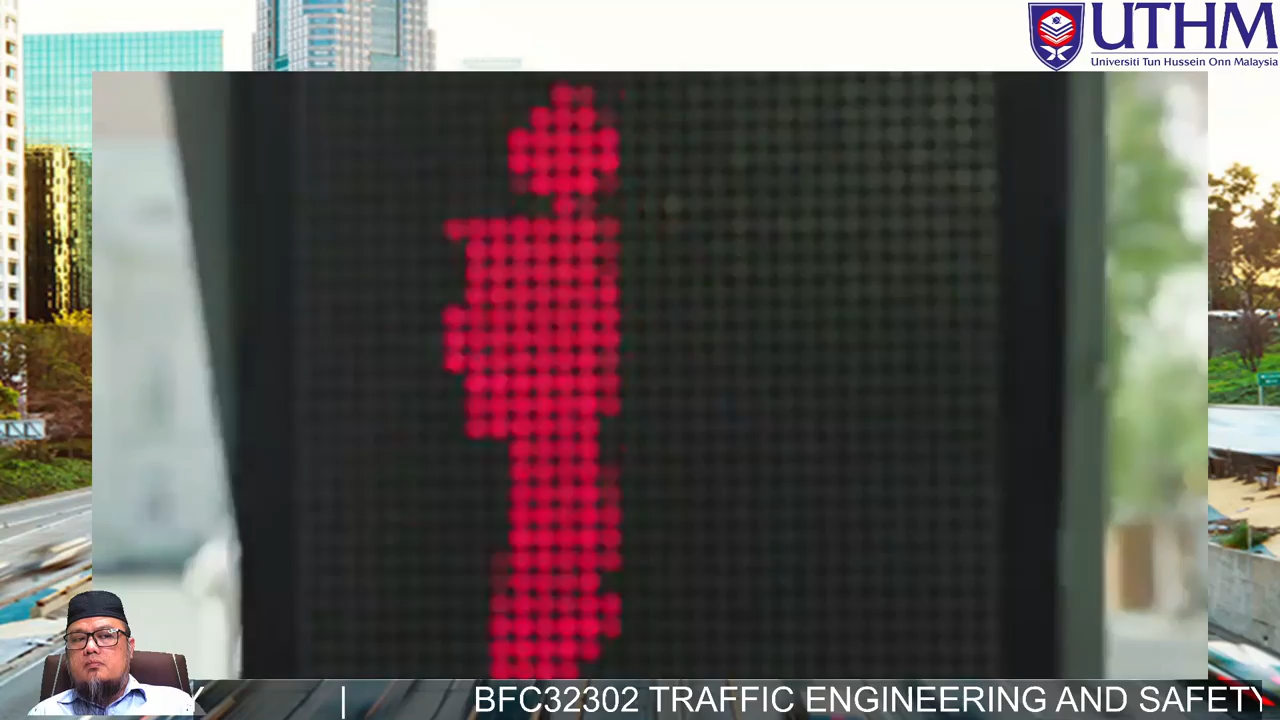 UTHM
Universiti Tun Hussein Onn Malaysia
| BFC32302 TRAFFIC ENGINEERING AND SAFETY